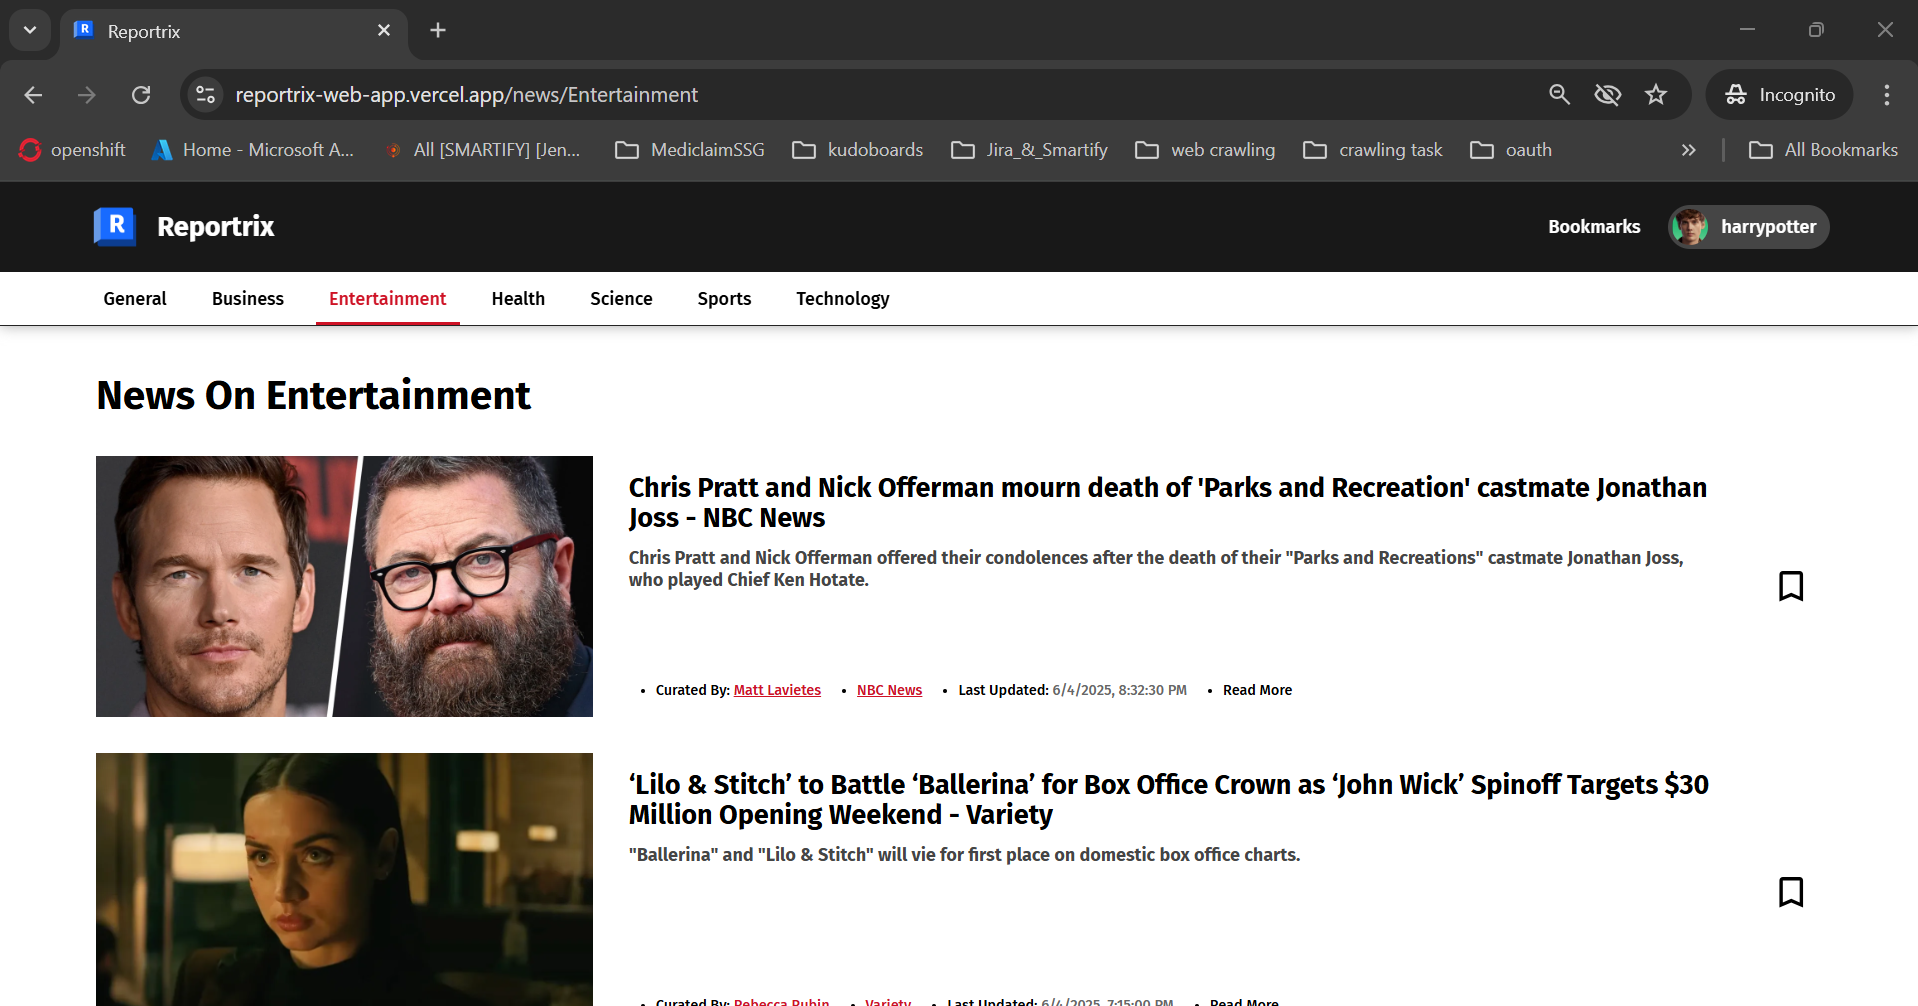 R Reportrix
reportrix-web-app.vercel.app/news/Entertainment
Incognito
openshift Home - Microsoft A... All [SMARTIFY] [Jen... MediclaimSSG kudoboards Jira_&_Smartify web crawling crawling task oauth » All Bookmarks
R Reportrix Bookmarks harrypotter
General Business Entertainment Health Science Sports Technology
News On Entertainment
Chris Pratt and Nick Offerman mourn death of 'Parks and Recreation' castmate Jonathan
Joss - NBC News
Chris Pratt and Nick Offerman offered their condolences after the death of their "Parks and Recreations" castmate Jonathan Joss,
who played Chief Ken Hotate.
• Curated By: Matt Lavietes • NBC News • Last Updated: 6/4/2025, 8:32:30 PM • Read More
‘Lilo & Stitch’ to Battle ‘Ballerina’ for Box Office Crown as ‘John Wick’ Spinoff Targets $30
Million Opening Weekend - Variety
"Ballerina" and "Lilo & Stitch" will vie for first place on domestic box office charts.
• Curated By: Rebecca Rubin • Variety • Last Updated: 6/4/2025, 7:15:00 PM • Read More